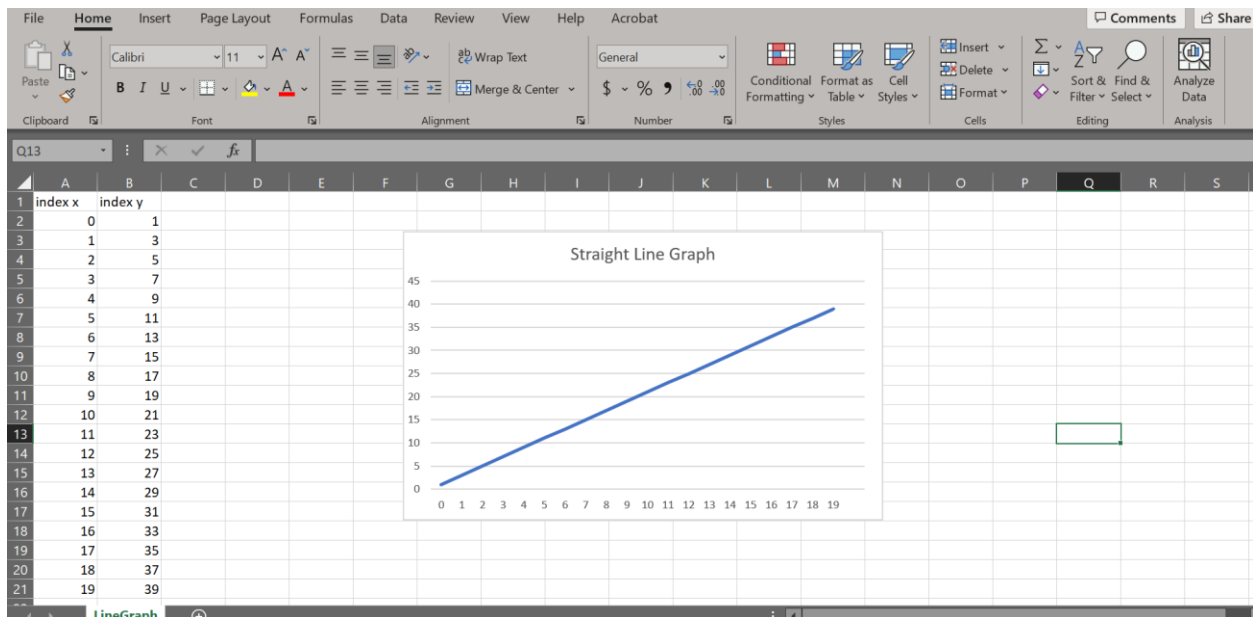 File Home Insert Page Layout Formulas Data Review View Help Acrobat Comments Share
Paste
Clipboard
Calibri 11 A^ A˅
B I U A
Font
ab Wrap Text
Merge & Center
Alignment
General
$ % 9 .00 .00
Number
Conditional Formatting
Format as Table
Cell Styles
Styles
Insert
Delete
Format
Cells
Sort & Filter
Find & Select
Editing
Analyze Data
Analysis
Q13 fx
A B C D E F G H I J K L M N O P Q R S
1 index x index y
2 0 1
3 1 3
4 2 5
5 3 7
6 4 9
7 5 11
8 6 13
9 7 15
10 8 17
11 9 19
12 10 21
13 11 23
14 12 25
15 13 27
16 14 29
17 15 31
18 16 33
19 17 35
20 18 37
21 19 39
Straight Line Graph
45
40
35
30
25
20
15
10
5
0
0 1 2 3 4 5 6 7 8 9 10 11 12 13 14 15 16 17 18 19
LineGraph